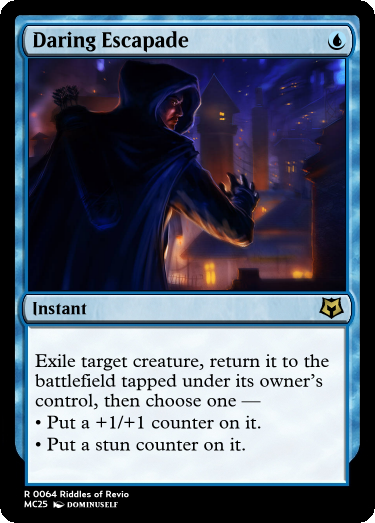 Daring Escapade
Instant
Exile target creature, return it to the
battlefield tapped under its owner’s
control, then choose one —
• Put a +1/+1 counter on it.
• Put a stun counter on it.
R 0064 Riddles of Revio
MC25 DOMINUSELF